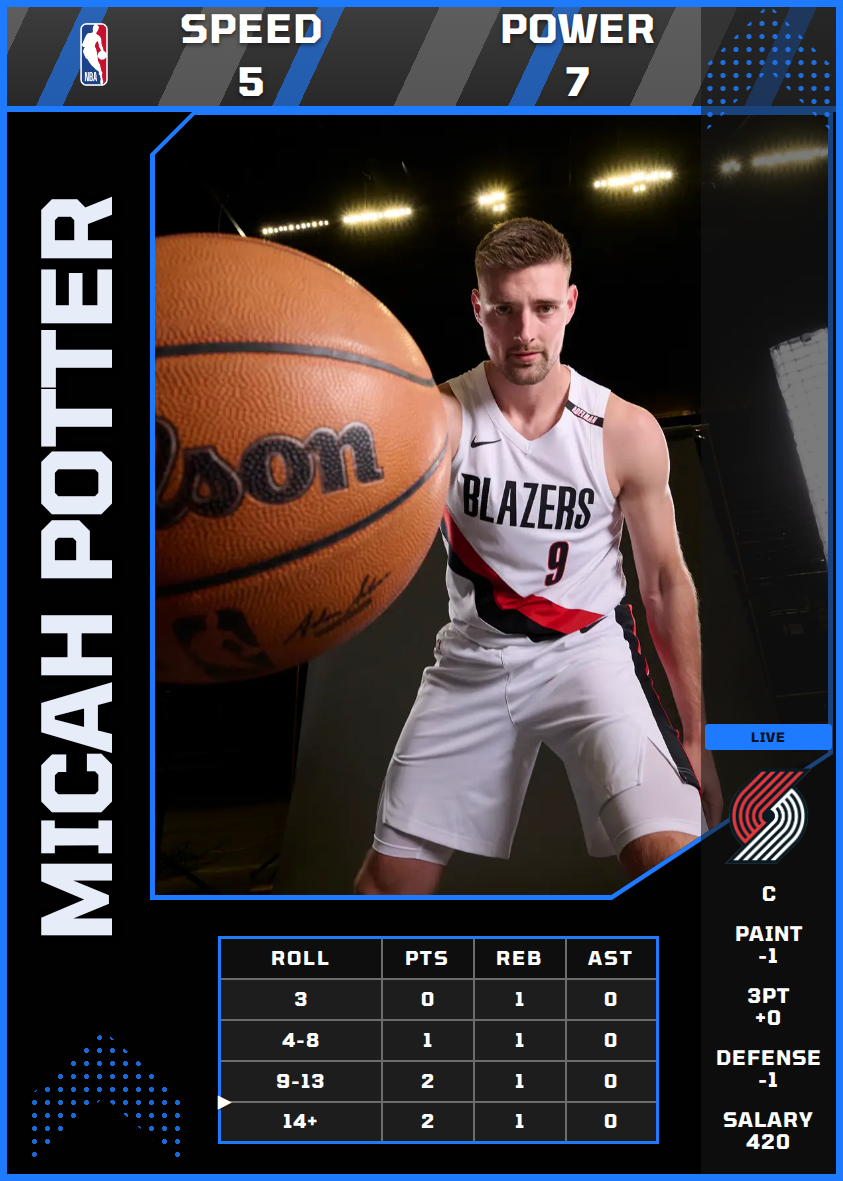 NBA
SPEED
5
POWER
7
MICAH POTTER
lson
ADELMAN
BLAZERS
9
LIVE
C
PAINT
-1
3PT
+0
DEFENSE
-1
SALARY
420
ROLL PTS REB AST
3 0 1 0
4-8 1 1 0
9-13 2 1 0
14+ 2 1 0